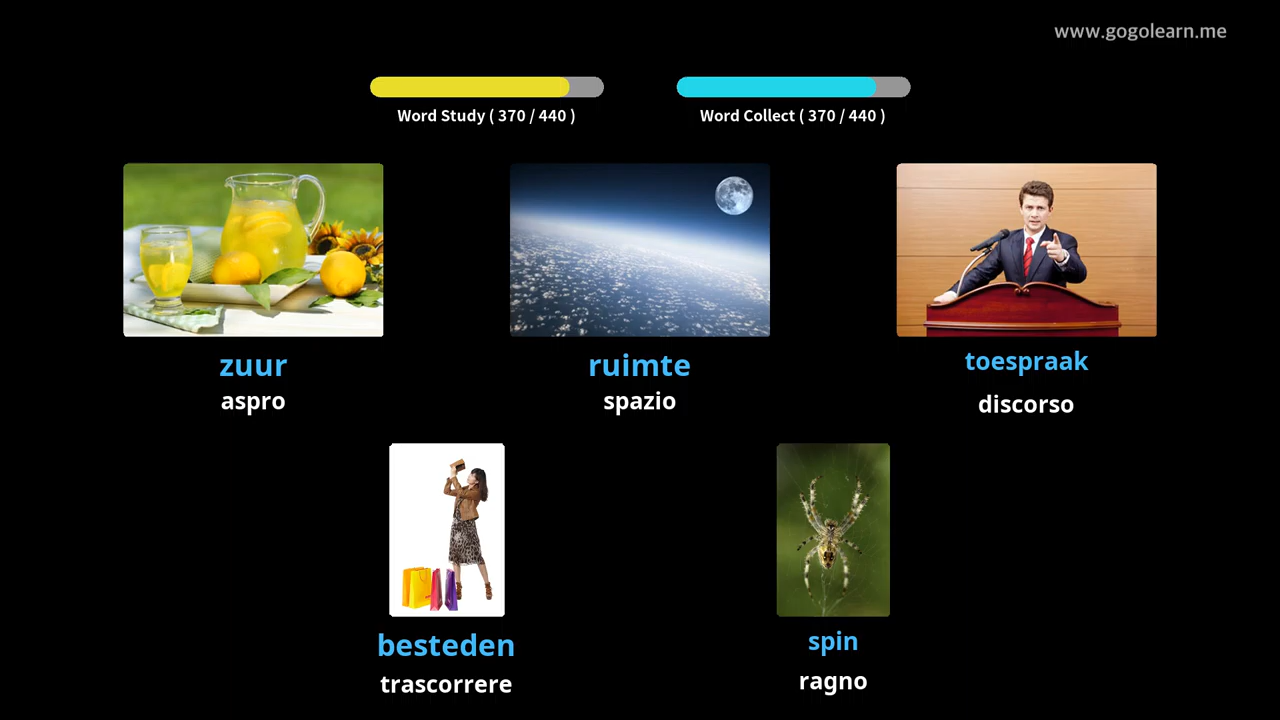 www.gogolearn.me
Word Study ( 370 / 440 )
Word Collect ( 370 / 440 )
zuur
aspro
ruimte
spazio
toespraak
discorso
besteden
trascorrere
spin
ragno